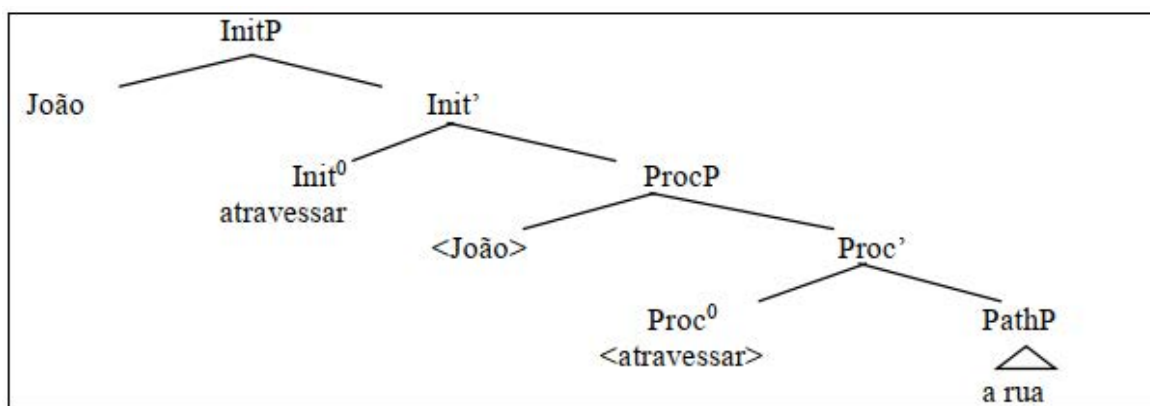 InitP
João Init’
Init⁰ ProcP
atravessar
<João> Proc’
Proc⁰ PathP
<atravessar>
a rua